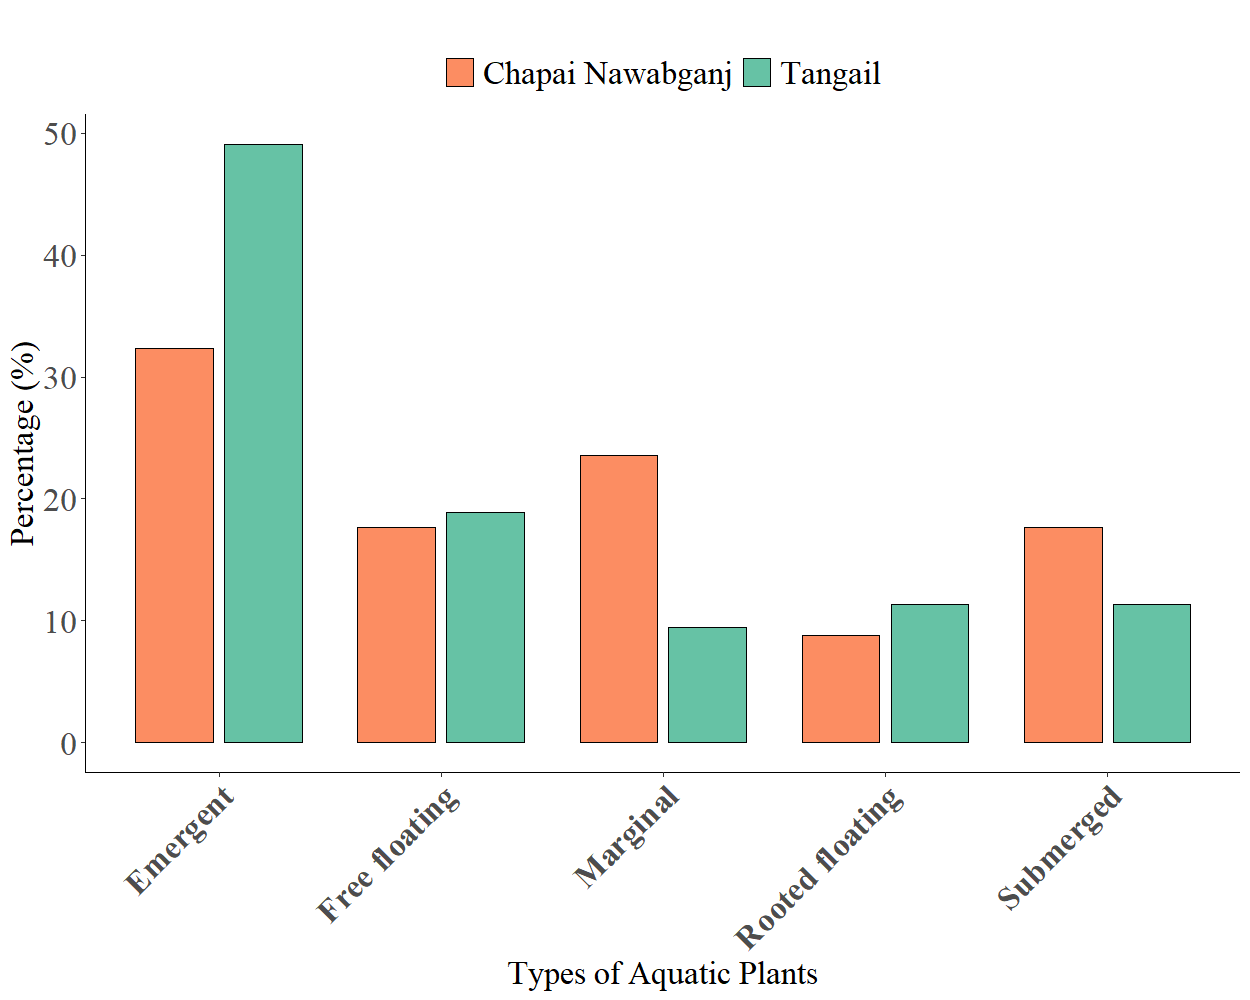 Chapai Nawabganj Tangail
Percentage (%)
50
40
30
20
10
0
Emergent
Free floating
Marginal
Rooted floating
Submerged
Types of Aquatic Plants